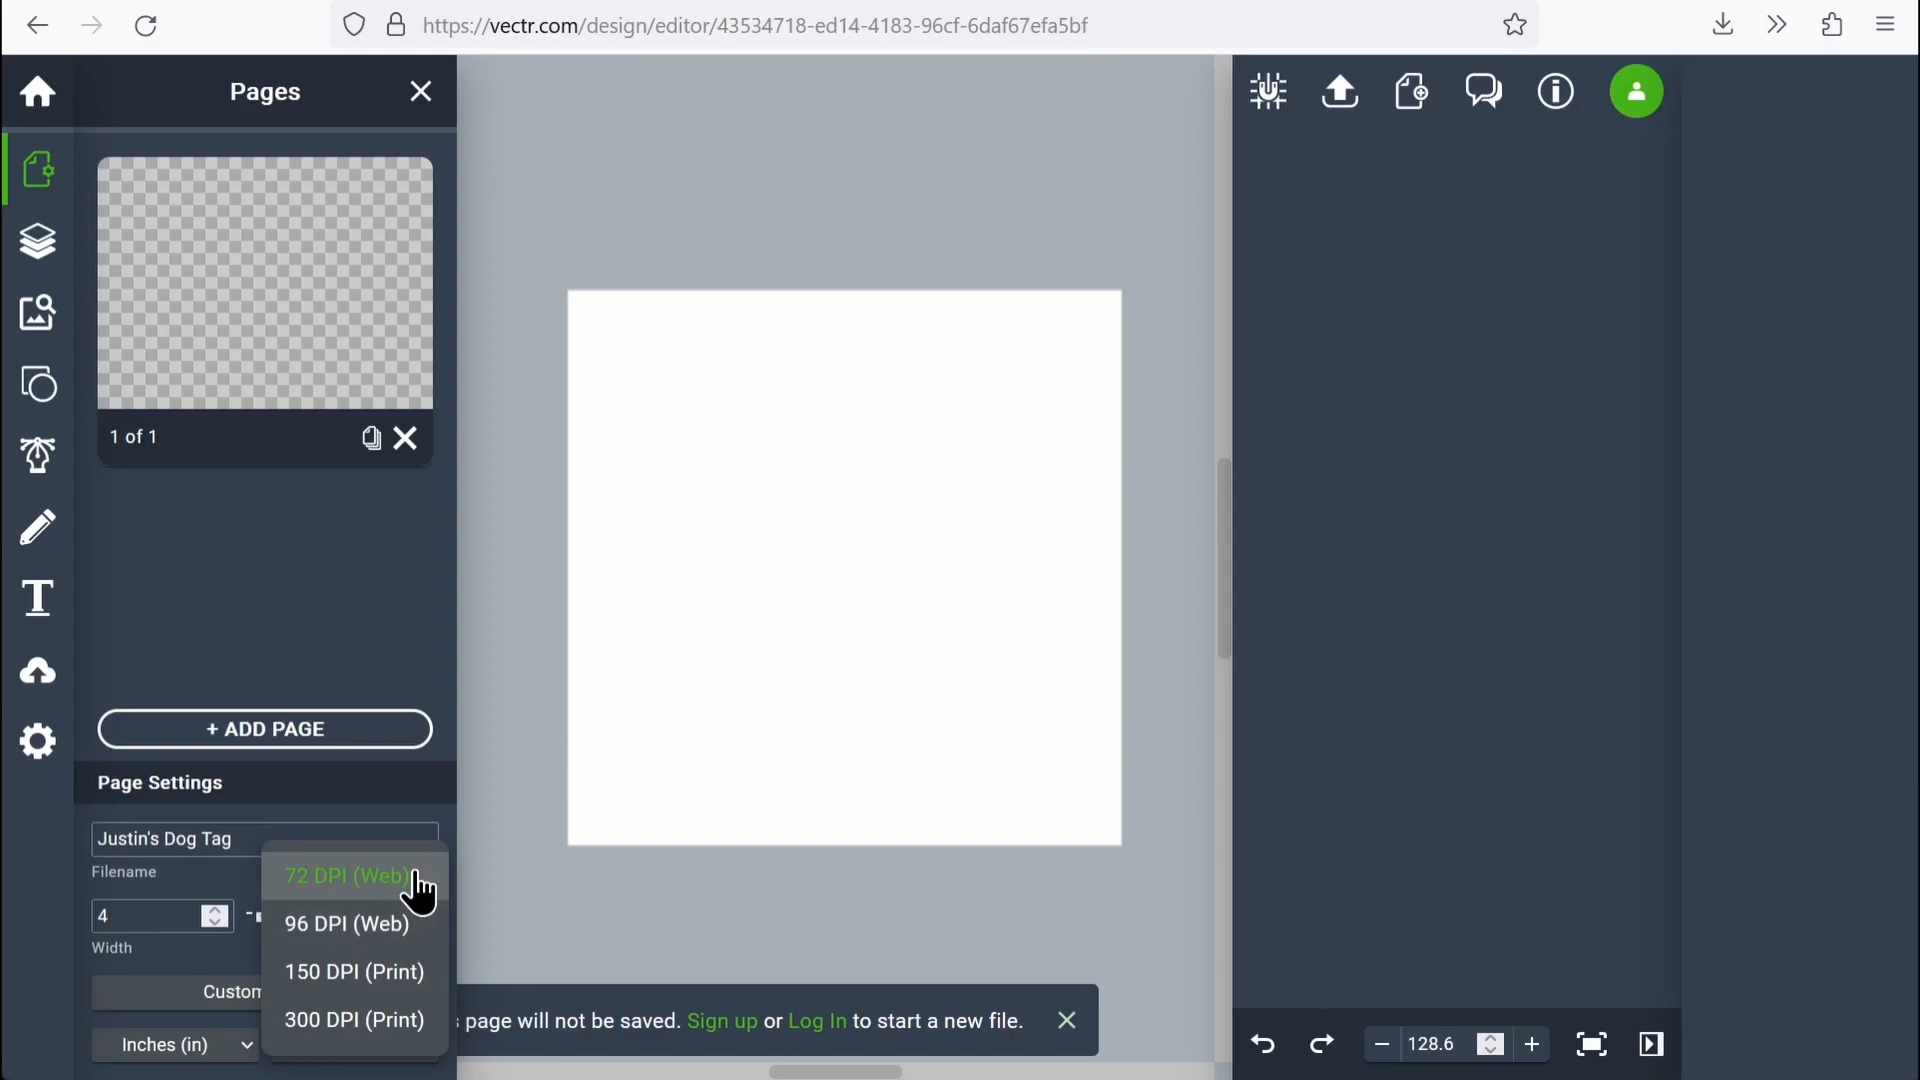 https://vectr.com/design/editor/43534718-ed14-4183-96cf-6daf67efa5bf
Pages
1 of 1
+ ADD PAGE
Page Settings
Justin's Dog Tag
Filename
72 DPI (Web)
96 DPI (Web)
150 DPI (Print)
300 DPI (Print)
4
Width
Custom
Inches (in)
page will not be saved. Sign up or Log In to start a new file.
128.6